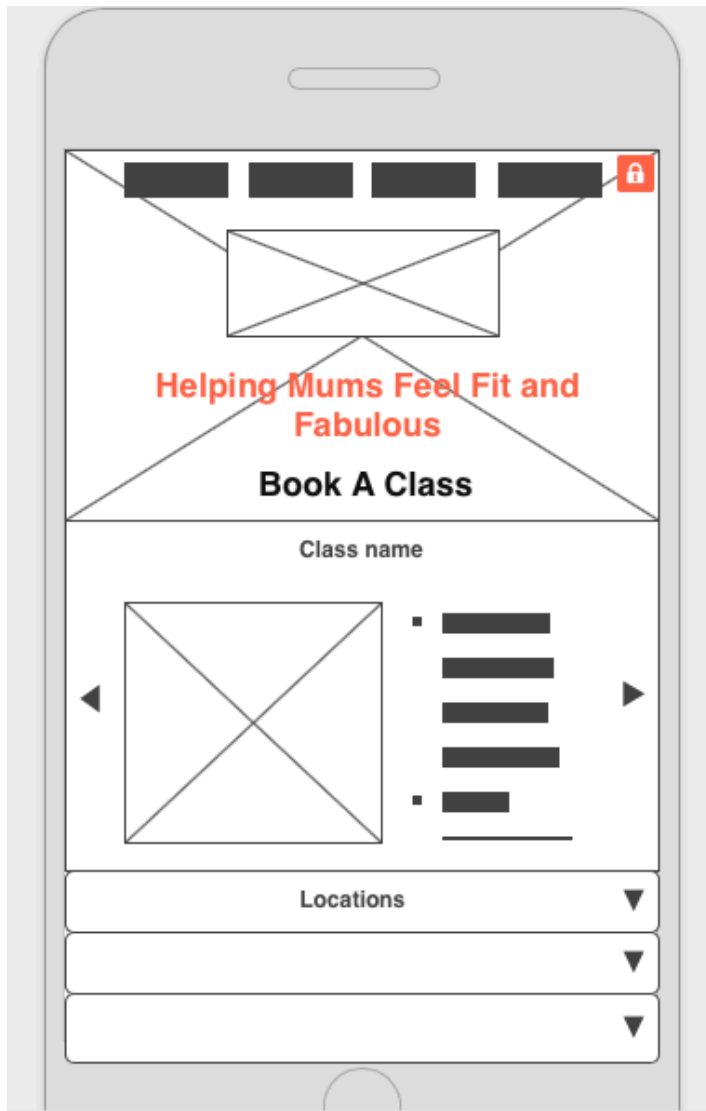 Helping Mums Feel Fit and
Fabulous
Book A Class
Class name
Locations